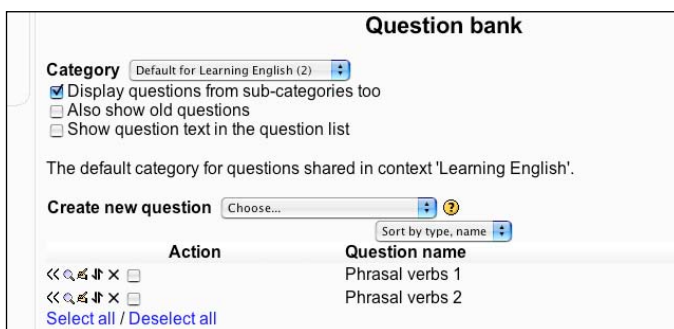 Question bank
Category Default for Learning English (2)
Display questions from sub-categories too
Also show old questions
Show question text in the question list
The default category for questions shared in context 'Learning English'.
Create new question Choose... ?
Sort by type, name
Action Question name
Phrasal verbs 1
Phrasal verbs 2
Select all / Deselect all